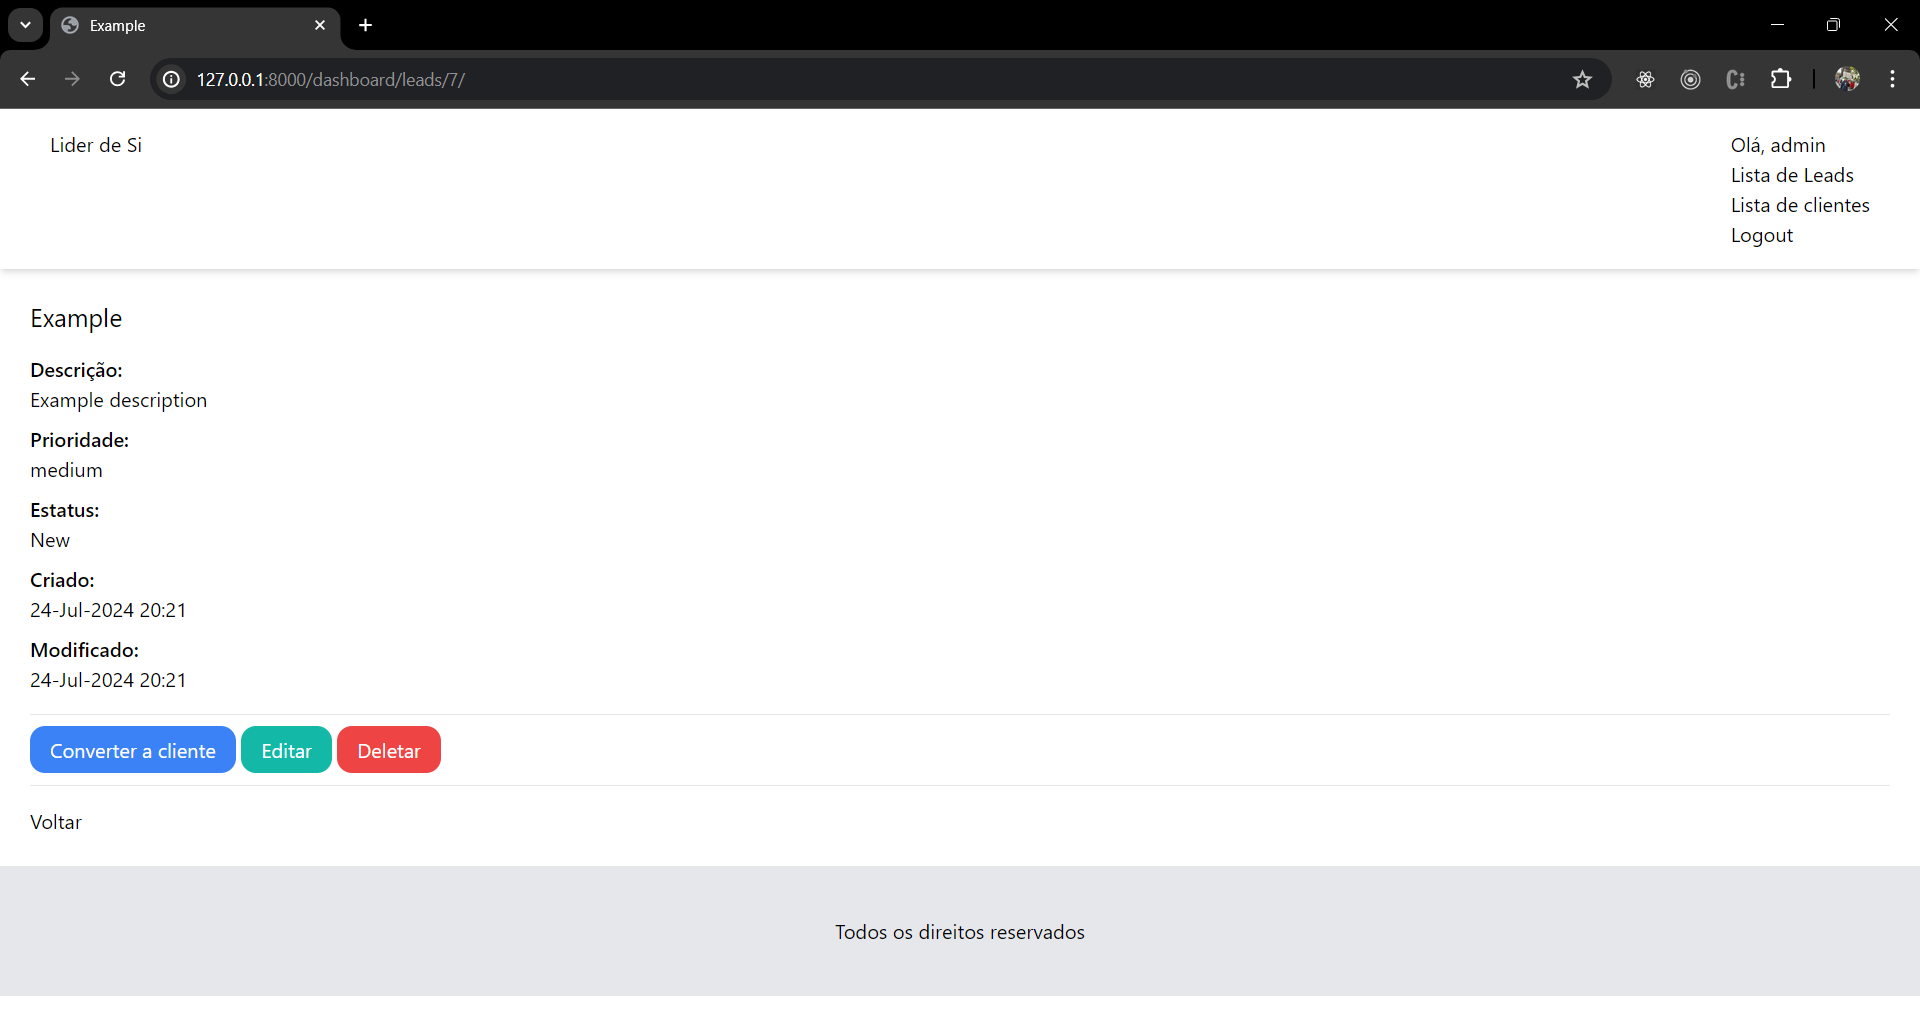 Example
127.0.0.1:8000/dashboard/leads/7/
Lider de Si
Olá, admin
Lista de Leads
Lista de clientes
Logout
Example
Descrição:
Example description
Prioridade:
medium
Estatus:
New
Criado:
24-Jul-2024 20:21
Modificado:
24-Jul-2024 20:21
Converter a cliente Editar Deletar
Voltar
Todos os direitos reservados